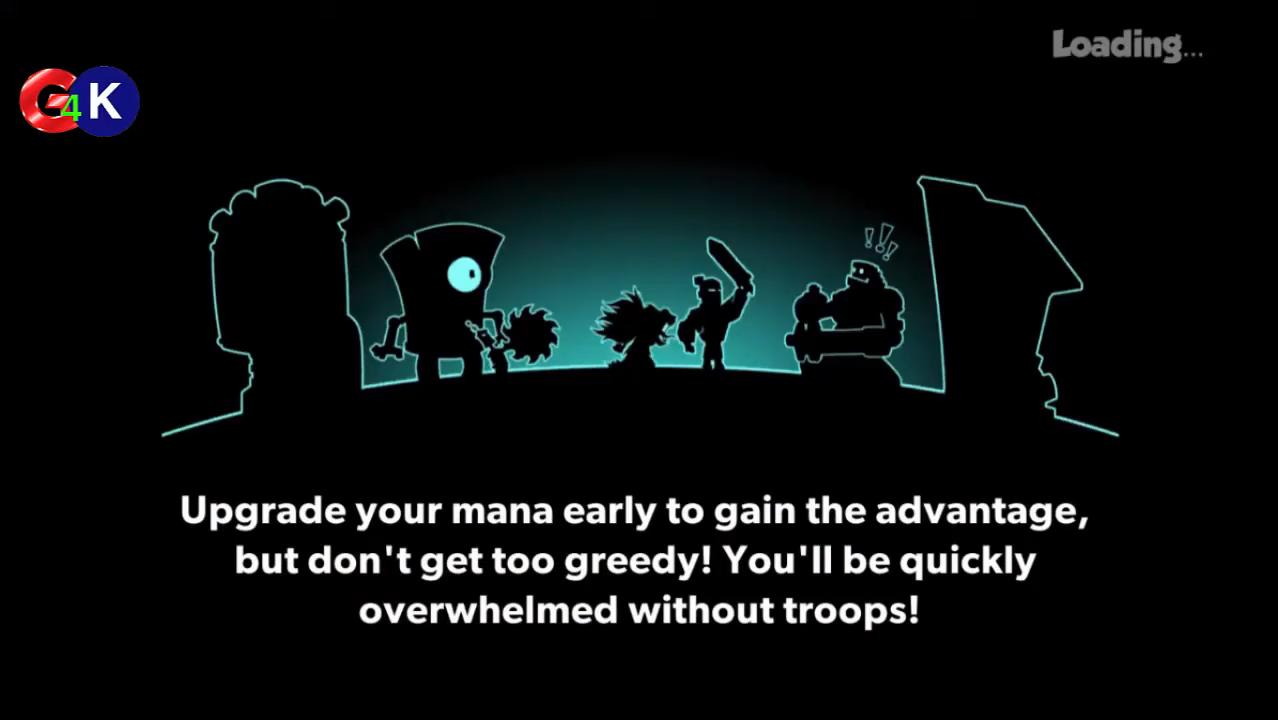 Loading...
G4K
Upgrade your mana early to gain the advantage,
but don't get too greedy! You'll be quickly
overwhelmed without troops!